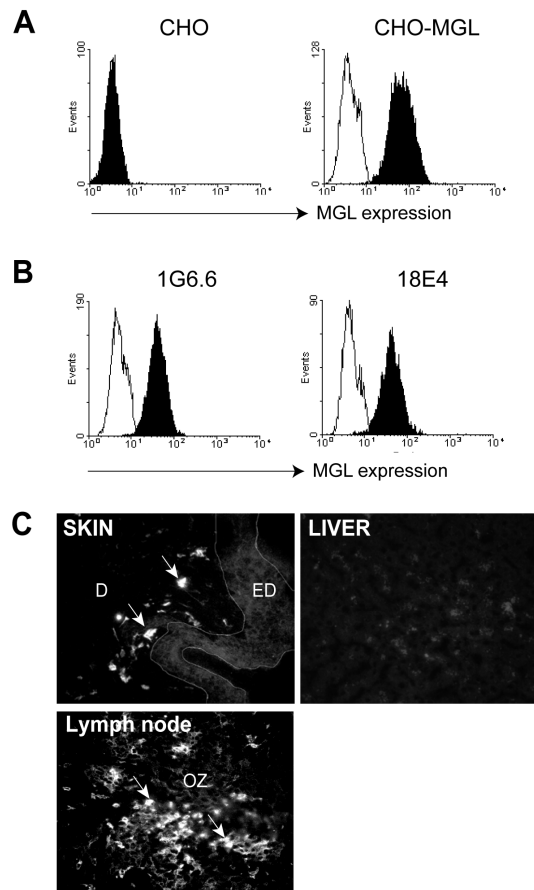 A
CHO
CHO-MGL
100
Events
0
10⁰ 10¹ 10² 10³ 10⁴
128
Events
0
10⁰ 10¹ 10² 10³ 10⁴
MGL expression
B
1G6.6
18E4
190
Events
0
10⁰ 10¹ 10² 10³ 10⁴
90
Events
0
10⁰ 10¹ 10² 10³ 10⁴
MGL expression
C
SKIN
D
ED
LIVER
Lymph node
OZ